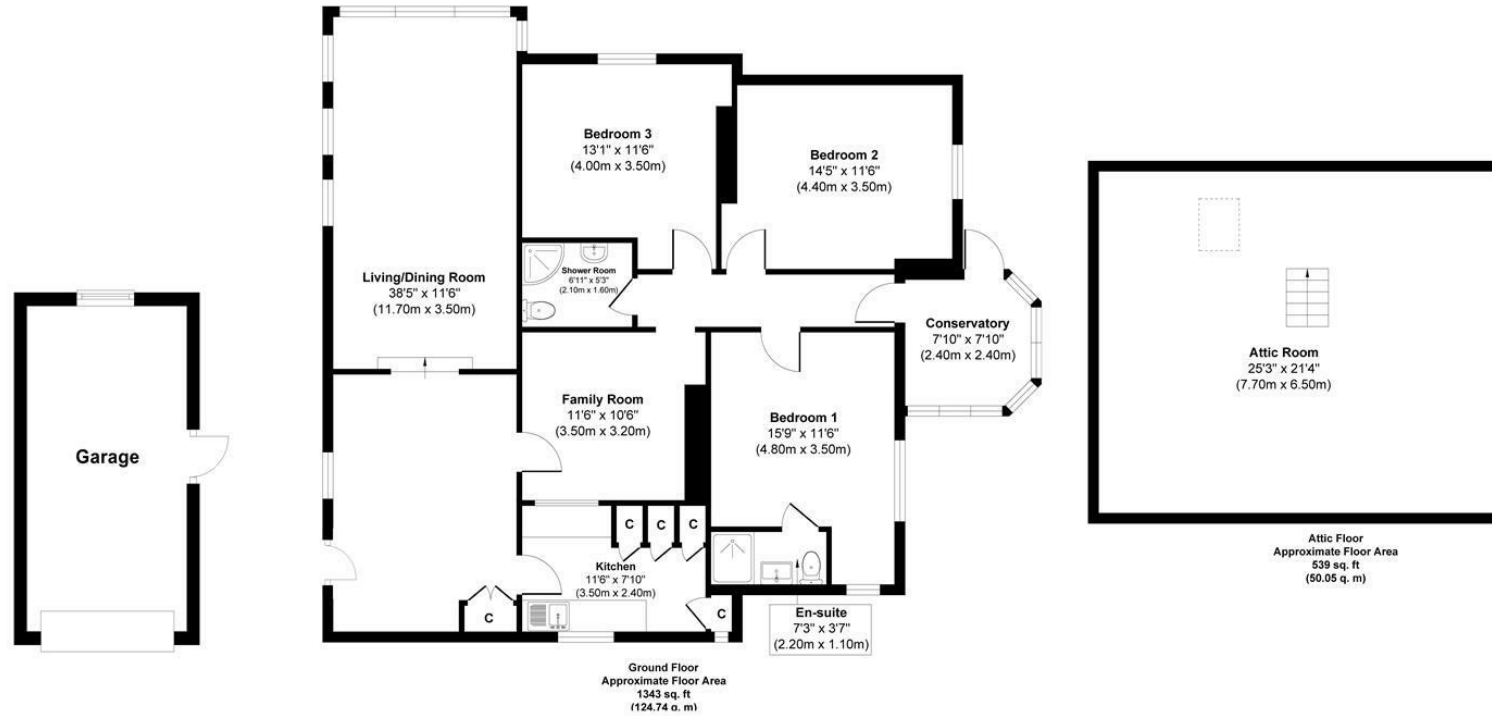 Garage
Living/Dining Room
38'5" x 11'6"
(11.70m x 3.50m)
Bedroom 3
13'1" x 11'6"
(4.00m x 3.50m)
Bedroom 2
14'5" x 11'6"
(4.40m x 3.50m)
Shower Room
6'11" x 5'3"
(2.10m x 1.60m)
Conservatory
7'10" x 7'10"
(2.40m x 2.40m)
Family Room
11'6" x 10'6"
(3.50m x 3.20m)
Bedroom 1
15'9" x 11'6"
(4.80m x 3.50m)
C
C
C
Kitchen
11'6" x 7'10"
(3.50m x 2.40m)
C
C
En-suite
7'3" x 3'7"
(2.20m x 1.10m)
Ground Floor
Approximate Floor Area
1343 sq. ft
(124.74 q. m)
Attic Room
25'3" x 21'4"
(7.70m x 6.50m)
Attic Floor
Approximate Floor Area
539 sq. ft
(50.05 q. m)